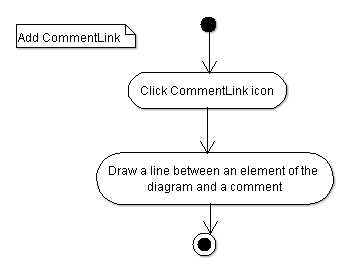 Add CommentLink
Click CommentLink icon
Draw a line between an element of the
diagram and a comment